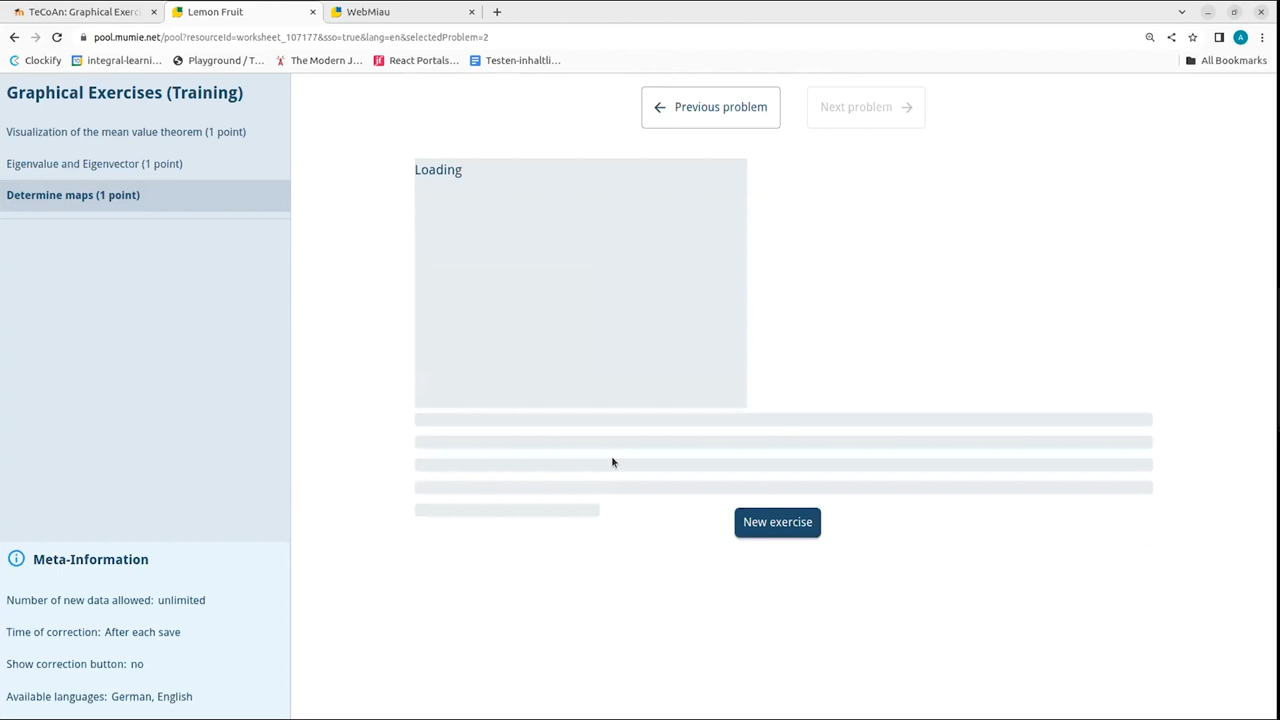 TeCoAn: Graphical Exerci
Lemon Fruit
WebMiau
pool.mumie.net/pool?resourceId=worksheet_107177&sso=true&lang=en&selectedProblem=2
A
Clockify
integral-learni...
Playground / T...
The Modern J...
React Portals...
Testen-inhaltli...
All Bookmarks
Graphical Exercises (Training)
Visualization of the mean value theorem (1 point)
Eigenvalue and Eigenvector (1 point)
Determine maps (1 point)
Previous problem
Next problem
Loading
New exercise
Meta-Information
Number of new data allowed: unlimited
Time of correction: After each save
Show correction button: no
Available languages: German, English